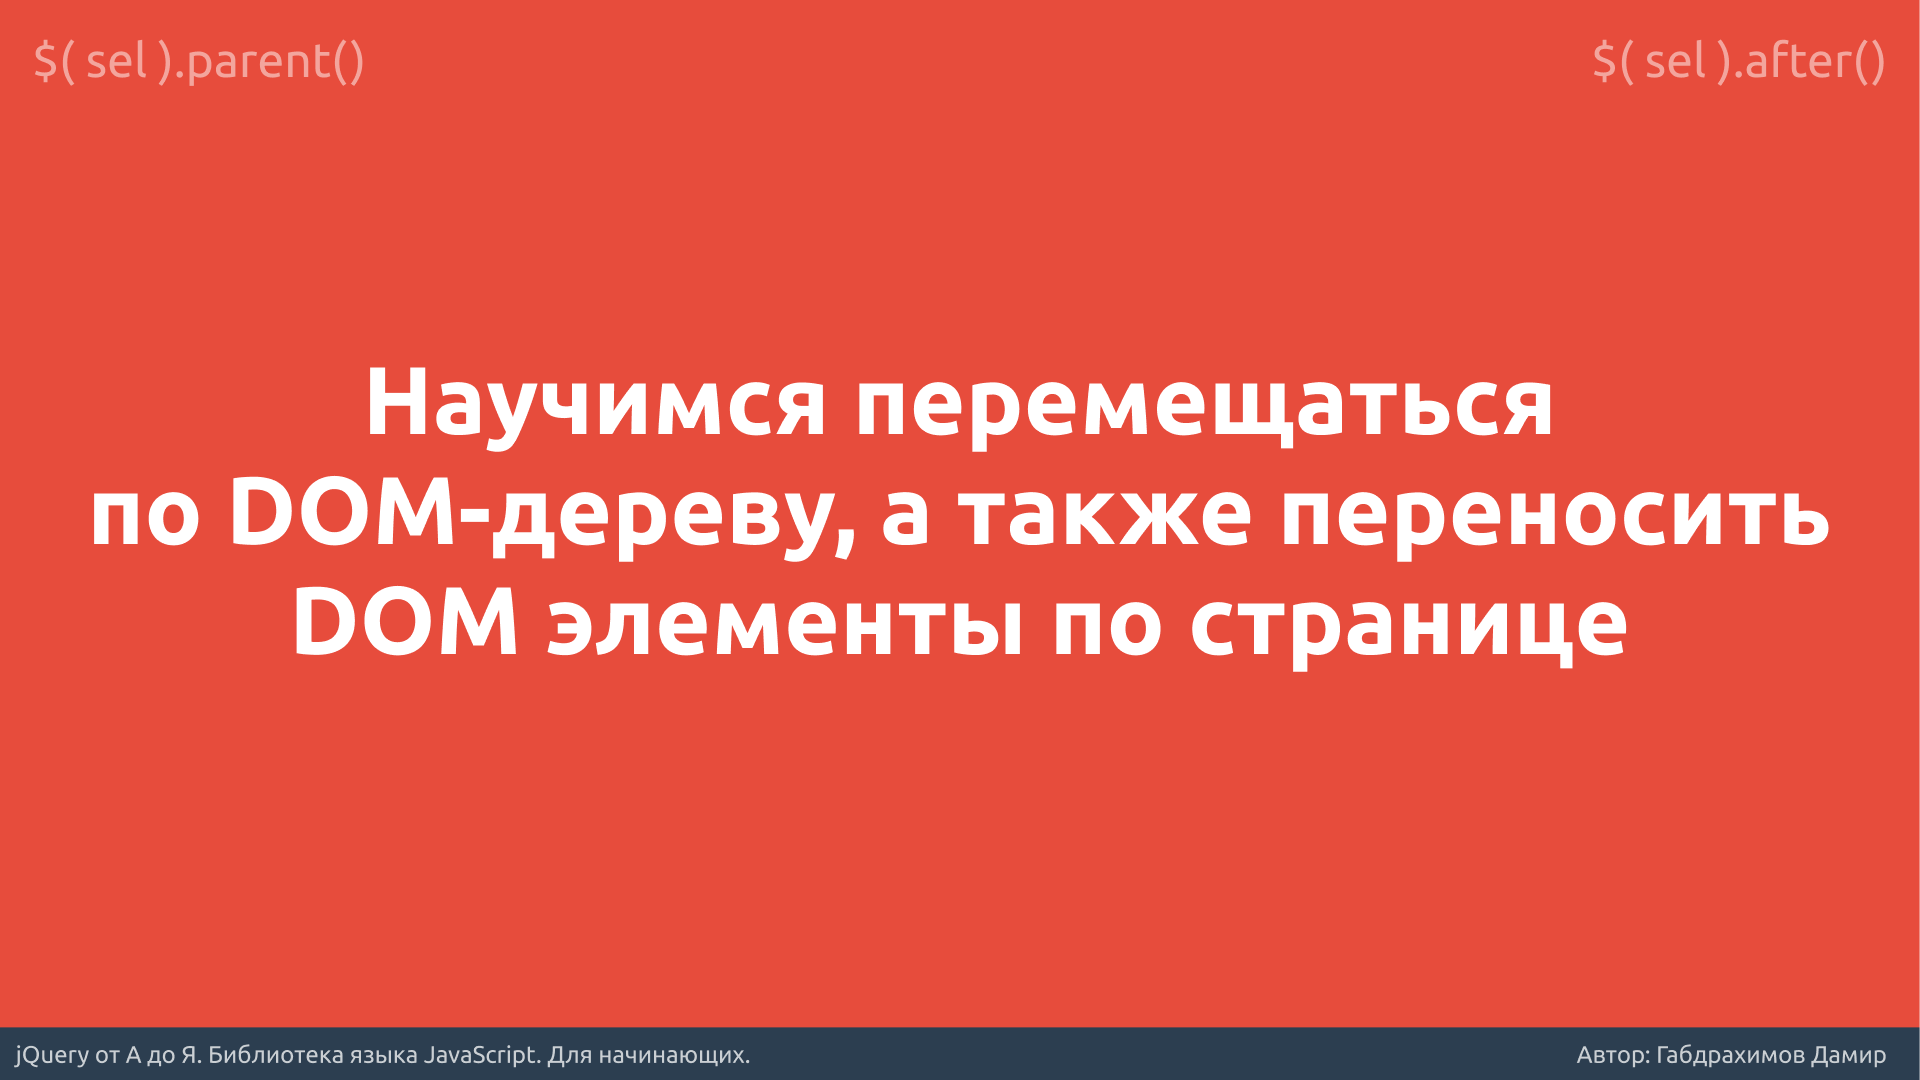 $( sel ).parent()
$( sel ).after()
Научимся перемещаться
по DOM-дереву, а также переносить
DOM элементы по странице
jQuery от А до Я. Библиотека языка JavaScript. Для начинающих.
Автор: Габдрахимов Дамир